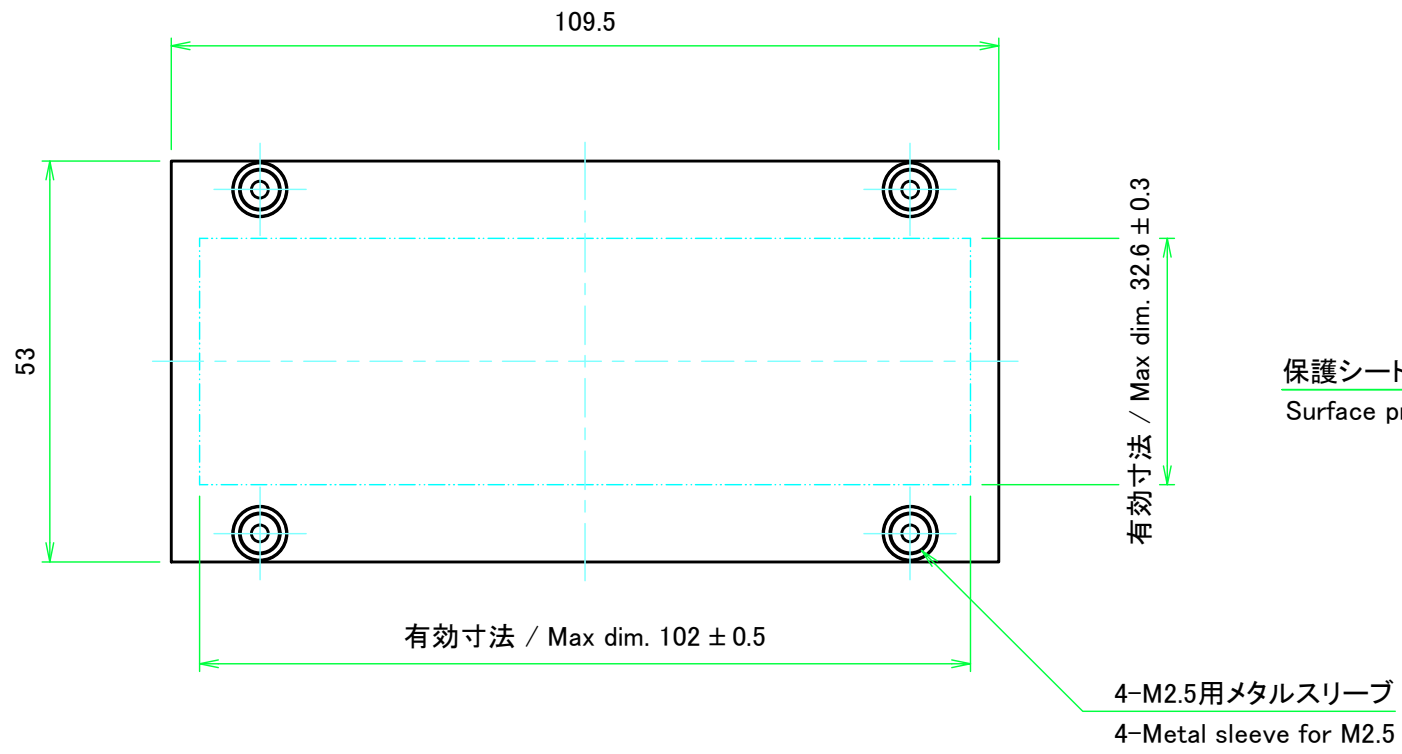 109.5
53
有効寸法 / Max dim. 32.6 ± 0.3
保護シート
Surface
有効寸法 / Max dim. 102 ± 0.5
4-M2.5用メタルスリーブ
4-Metal sleeve for M2.5